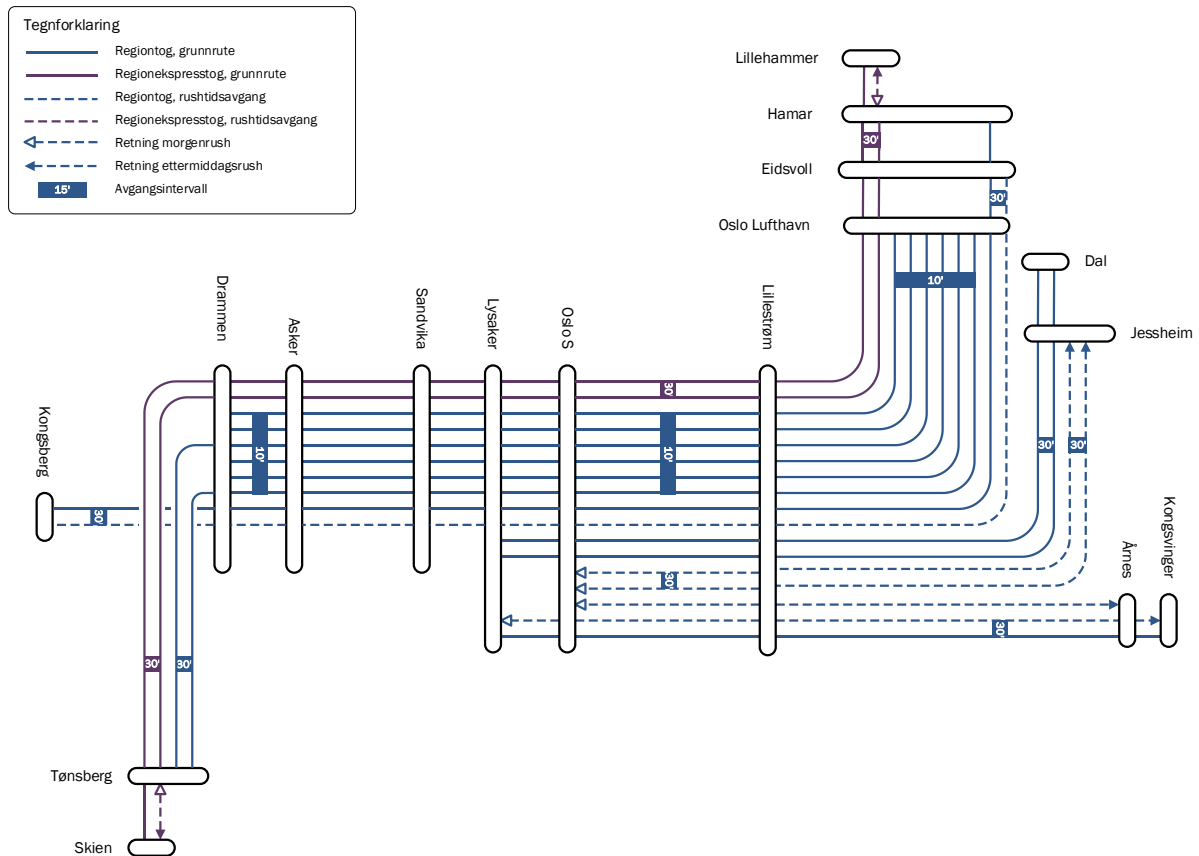 Tegnforklaring
Regiontog, grunnrute
Regionekspresstog, grunnrute
Regiontog, rushtidsavgang
Regionekspresstog, rushtidsavgang
Retning morgenrush
Retning ettermiddagsrush
15'
Avgangsintervall
Lillehammer
Hamar
30'
Eidsvoll
30'
Oslo Lufthavn
Dal
10'
Jessheim
Drammen
Asker
Sandvika
Lysaker
Oslo S
Lillestrøm
30'
Kongsberg
10'
10'
30'
30'
30'
Årnes
Kongsvinger
30'
30'
30'
30'
Tønsberg
Skien